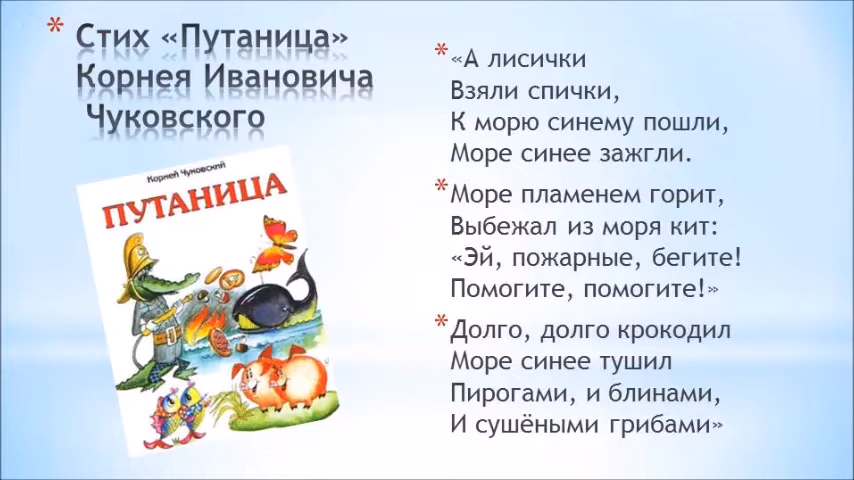 * Стих «Путаница»
Корнея Ивановича
Чуковского
Корней Чуковский
ПУТАНИЦА
* «А лисички
Взяли спички,
К морю синему пошли,
Море синее зажгли.
* Море пламенем горит,
Выбежал из моря кит:
«Эй, пожарные, бегите!
Помогите, помогите!»
* Долго, долго крокодил
Море синее тушил
Пирогами, и блинами,
И сушёными грибами»